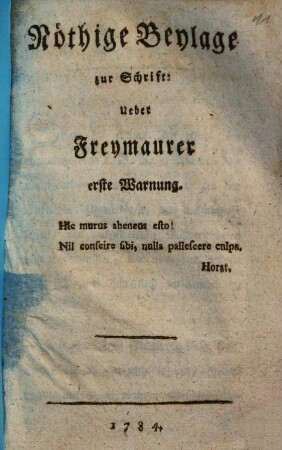 11
Nöthige Beylage
zur Schrift:
Ueber
Freymaurer
erste Warnung.
Hic murus aheneus esto!
Nil conscire sibi, nulla pallescere culpa.
Horat.
1784.